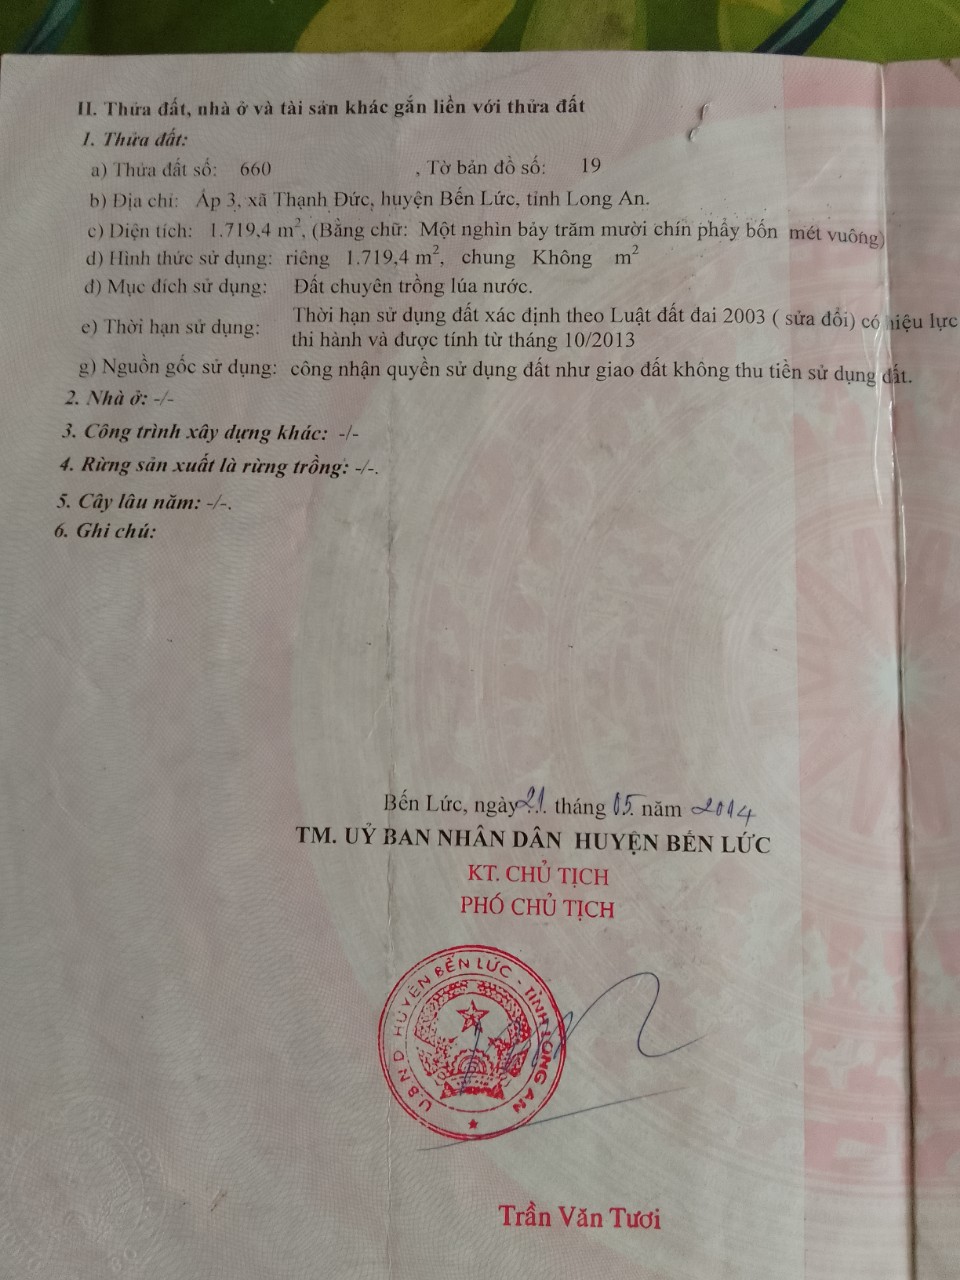 II. Thửa đất, nhà ở và tài sản khác gắn liền với thửa đất
1. Thửa đất:
a) Thửa đất số: 660 , Tờ bản đồ số: 19
b) Địa chỉ: Ấp 3, xã Thạnh Đức, huyện Bến Lức, tỉnh Long An.
c) Diện tích: 1.719,4 m², (Bằng chữ: Một nghìn bảy trăm mười chín phẩy bốn mét vuông)
d) Hình thức sử dụng: riêng 1.719,4 m², chung Không m²
đ) Mục đích sử dụng: Đất chuyên trồng lúa nước.
e) Thời hạn sử dụng: Thời hạn sử dụng đất xác định theo Luật đất đai 2003 ( sửa đổi) có hiệu lực
thi hành và được tính từ tháng 10/2013
g) Nguồn gốc sử dụng: công nhận quyền sử dụng đất như giao đất không thu tiền sử dụng đất.
2. Nhà ở: -/-
3. Công trình xây dựng khác: -/-
4. Rừng sản xuất là rừng trồng: -/-.
5. Cây lâu năm: -/-.
6. Ghi chú:
Bến Lức, ngày 21 tháng 05 năm 2014
TM. UỶ BAN NHÂN DÂN HUYỆN BẾN LỨC
KT. CHỦ TỊCH
PHÓ CHỦ TỊCH
U.B.N.D HUYỆN BẾN LỨC - TỈNH LONG AN
Trần Văn Tươi